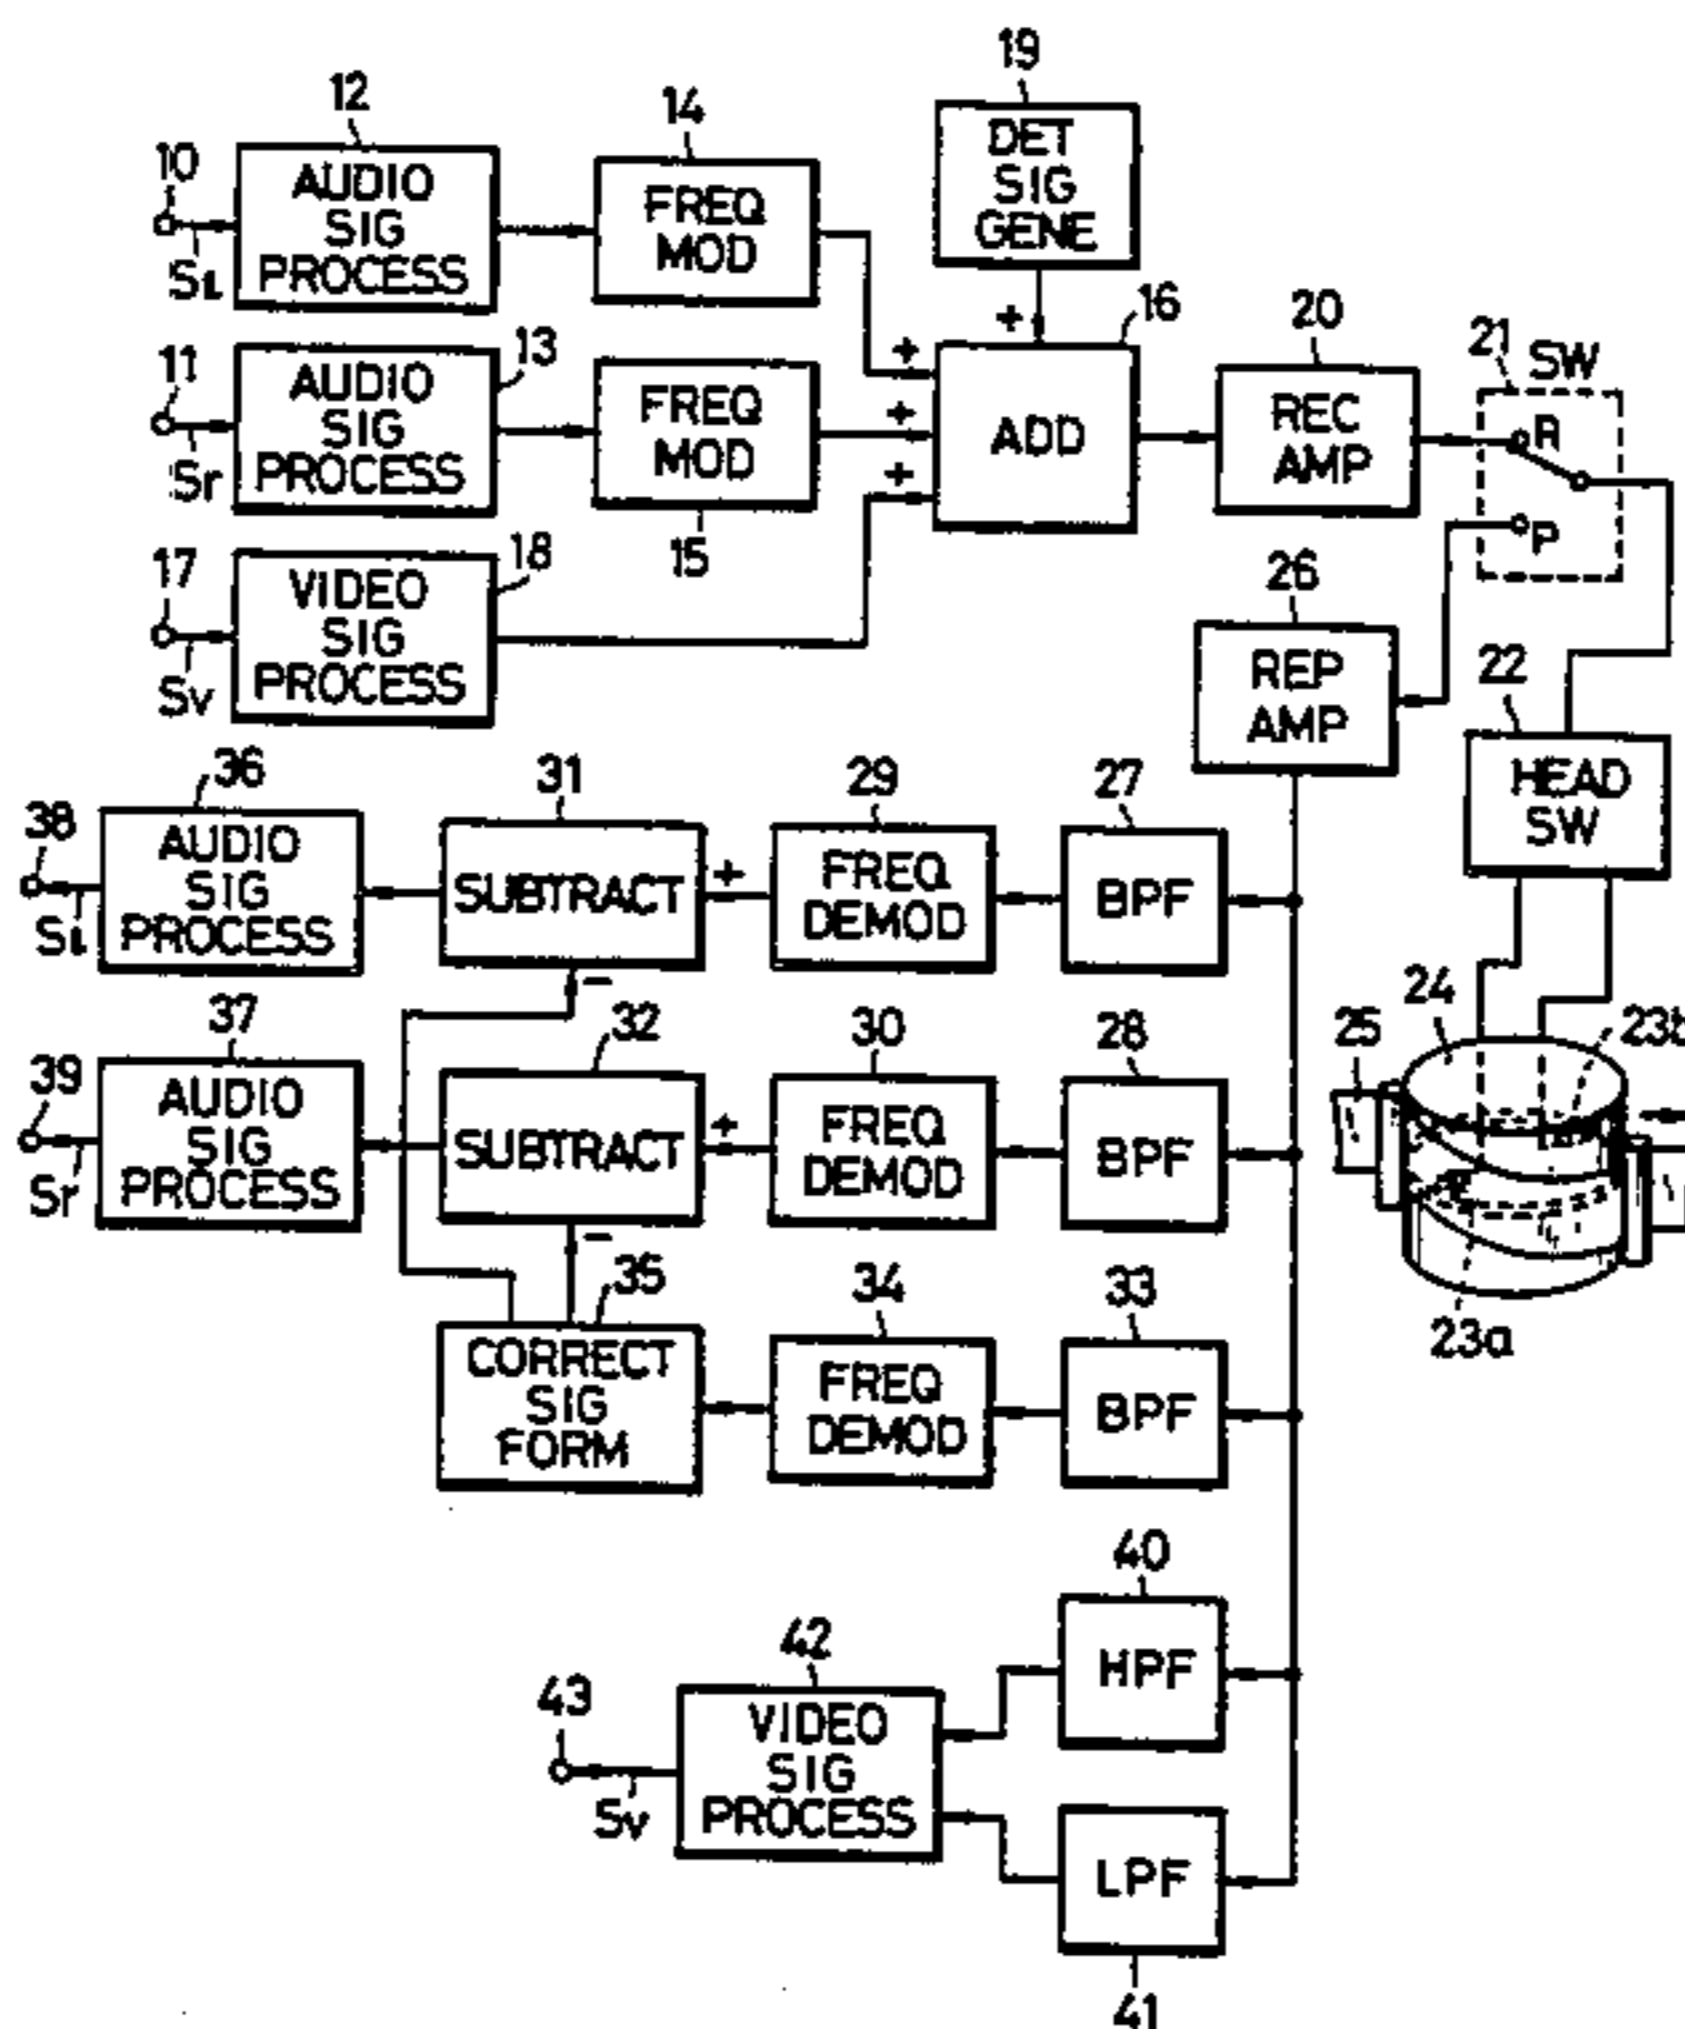 19
12
14
DET
SIG
GENE
10
AUDIO
SIG
PROCESS
FREQ
MOD
Sι
+
16
20
21
SW
11
AUDIO
SIG
PROCESS
13
FREQ
MOD
+
+
+
ADD
REC
AMP
R
P
Sr
15
17
VIDEO
SIG
PROCESS
18
26
REP
AMP
22
HEAD
SW
Sv
36
31
29
27
38
AUDIO
SIG
PROCESS
SUBTRACT
+
FREQ
DEMOD
BPF
Sι
−
24
25
23b
37
32
30
28
39
AUDIO
SIG
PROCESS
SUBTRACT
+
FREQ
DEMOD
BPF
Sr
−
35
34
33
23a
CORRECT
SIG
FORM
FREQ
DEMOD
BPF
40
HPF
42
43
VIDEO
SIG
PROCESS
Sv
LPF
41